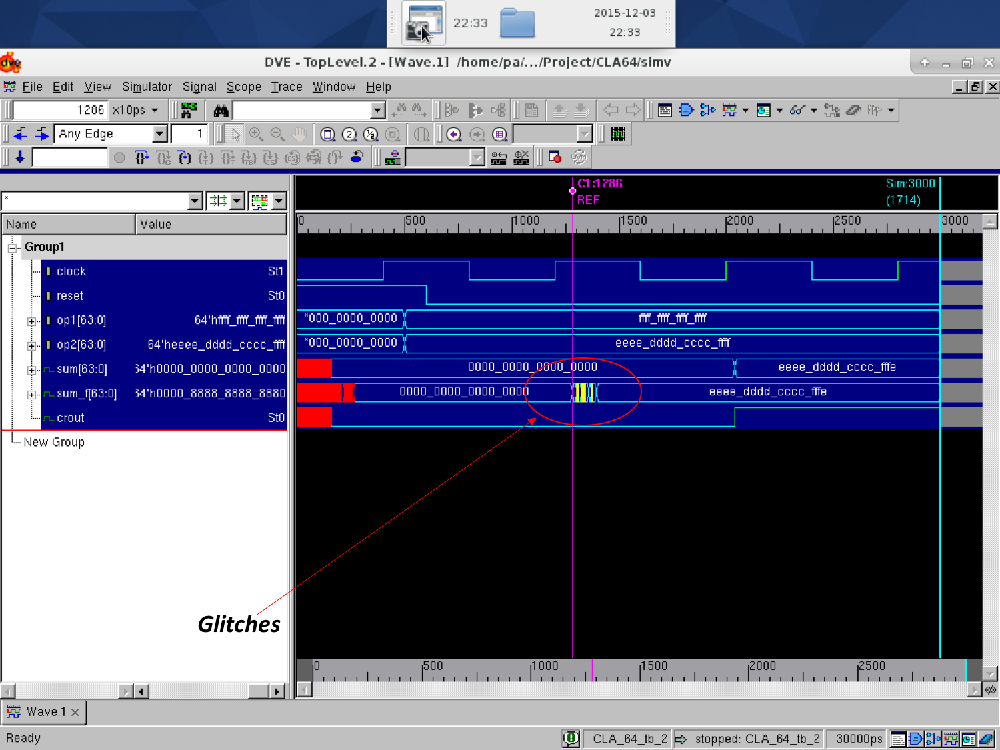 22:33
2015-12-03
22:33
dve
DVE - TopLevel.2 - [Wave.1] /home/pa/.../Project/CLA64/simv
File Edit View Simulator Signal Scope Trace Window Help
1286 x10ps
Any Edge 1
C1:1286 Sim:3000
REF (1714)
*
Name Value
0 500 1000 1500 2000 2500 3000
Group1
clock St1
reset St0
op1[63:0] 64'hffff_ffff_ffff_ffff *000_0000_0000 ffff_ffff_ffff_ffff
op2[63:0] 64'heeee_dddd_cccc_ffff *000_0000_0000 eeee_dddd_cccc_ffff
sum[63:0] 64'h0000_0000_0000_0000 0000_0000_0000_0000 eeee_dddd_cccc_fffe
sum_f[63:0] 64'h0000_8888_8888_8880 0000_0000_0000_0000 eeee_dddd_cccc_fffe
crout St0
New Group
Glitches
0 500 1000 1500 2000 2500
Wave.1
Ready CLA_64_tb_2 stopped: CLA_64_tb_2 30000ps